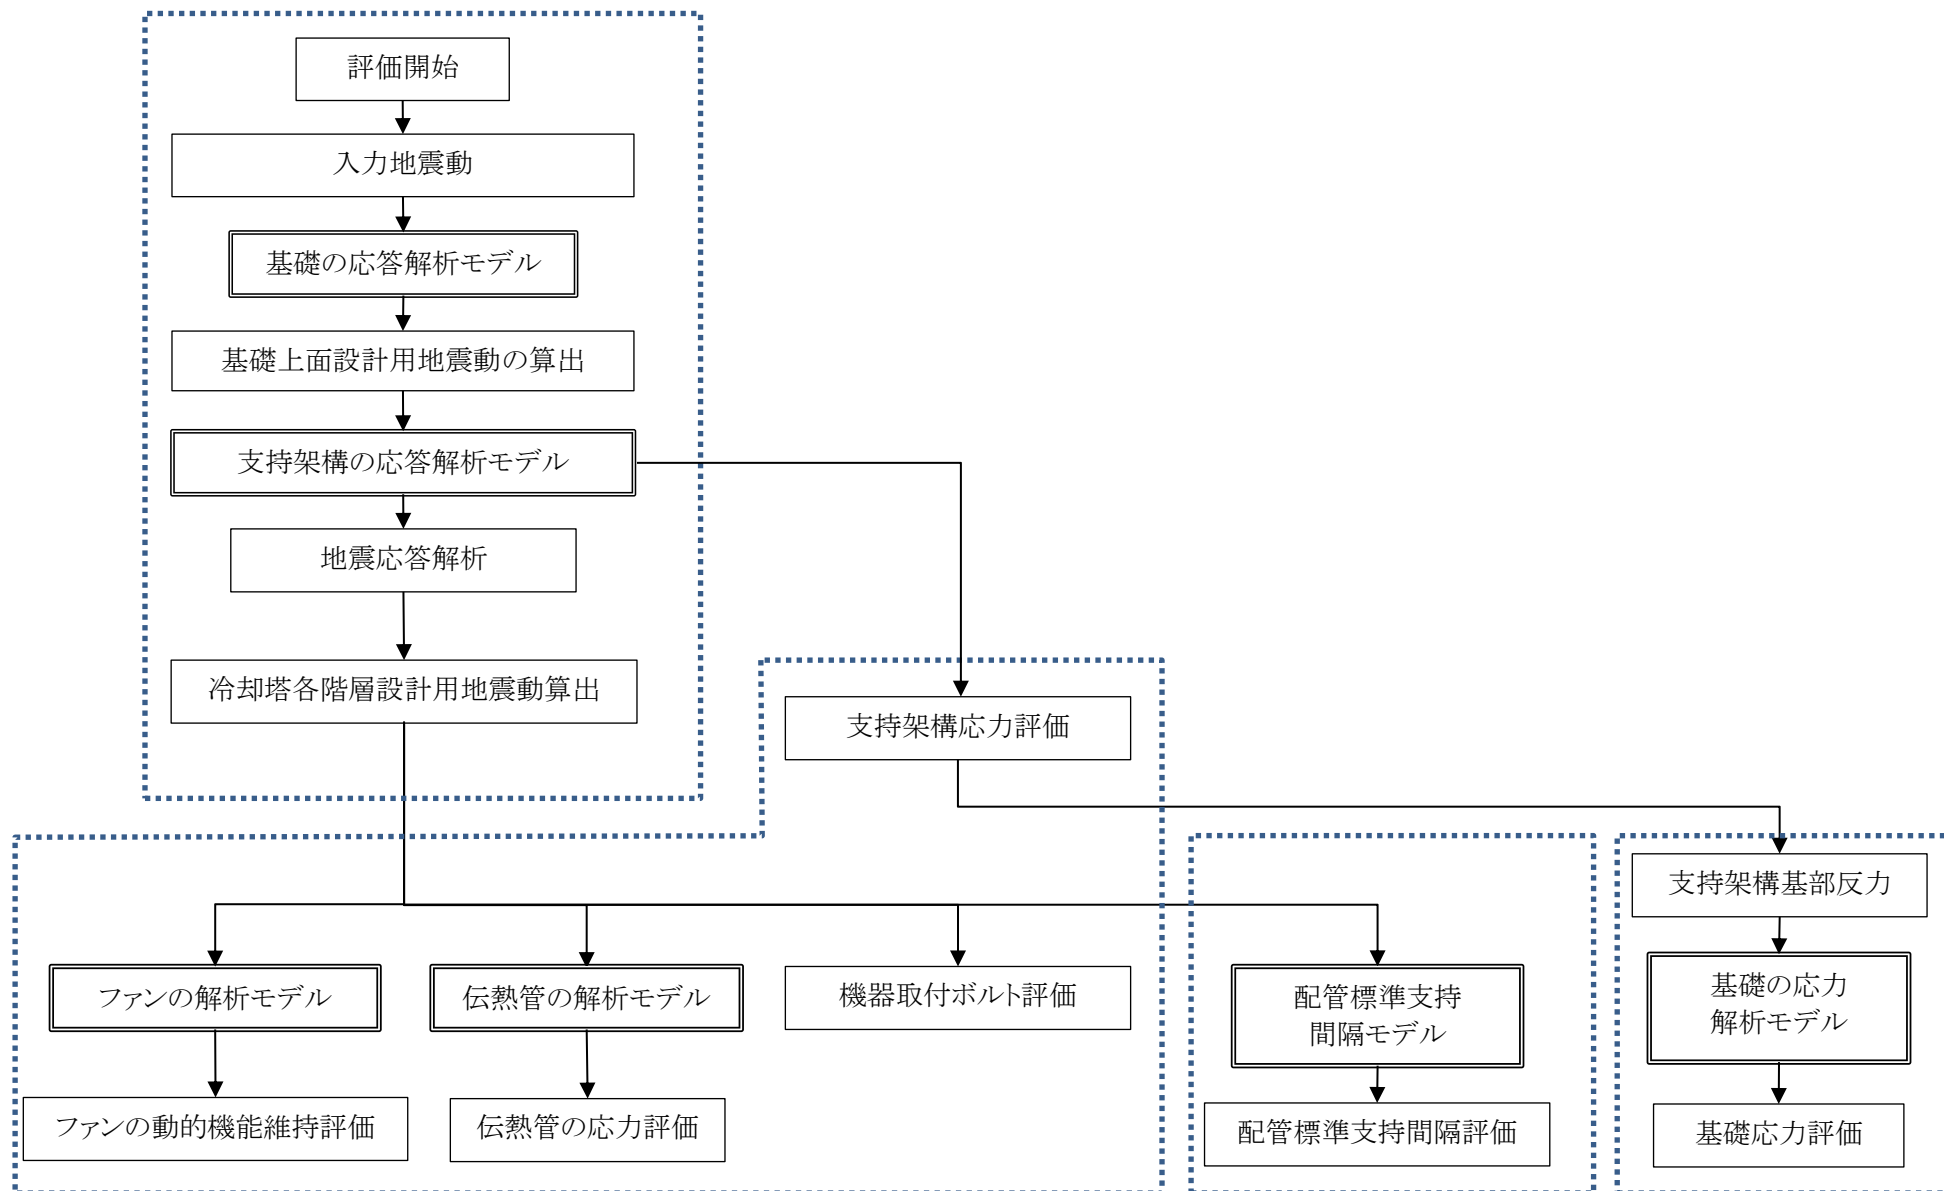 評価開始
入力地震動
基礎の応答解析モデル
基礎上面設計用地震動の算出
支持架構の応答解析モデル
地震応答解析
冷却塔各階層設計用地震動算出
支持架構応力評価
支持架構基部反力
ファンの解析モデル
伝熱管の解析モデル
機器取付ボルト評価
配管標準支持
間隔モデル
基礎の応力
解析モデル
ファンの動的機能維持評価
伝熱管の応力評価
配管標準支持間隔評価
基礎応力評価